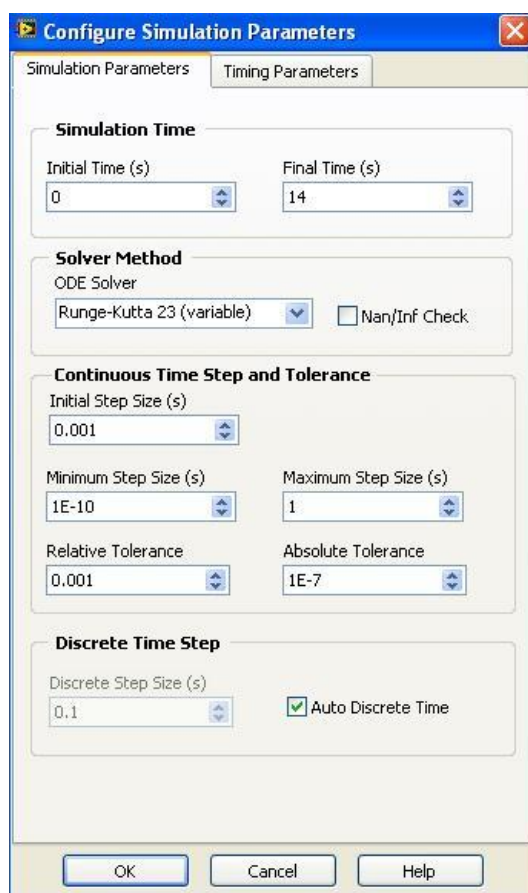 Configure Simulation Parameters
Simulation Parameters Timing Parameters
Simulation Time
Initial Time (s) Final Time (s)
0 14
Solver Method
ODE Solver
Runge-Kutta 23 (variable) Nan/Inf Check
Continuous Time Step and Tolerance
Initial Step Size (s)
0.001
Minimum Step Size (s) Maximum Step Size (s)
1E-10 1
Relative Tolerance Absolute Tolerance
0.001 1E-7
Discrete Time Step
Discrete Step Size (s)
0.1 Auto Discrete Time
OK Cancel Help